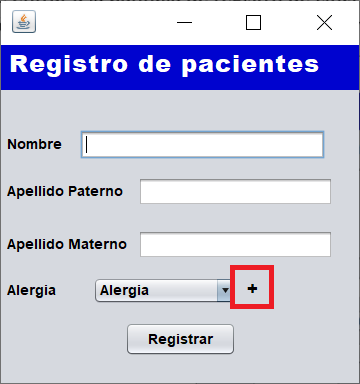 Registro de pacientes
Nombre
Apellido Paterno
Apellido Materno
Alergia Alergia +
Registrar